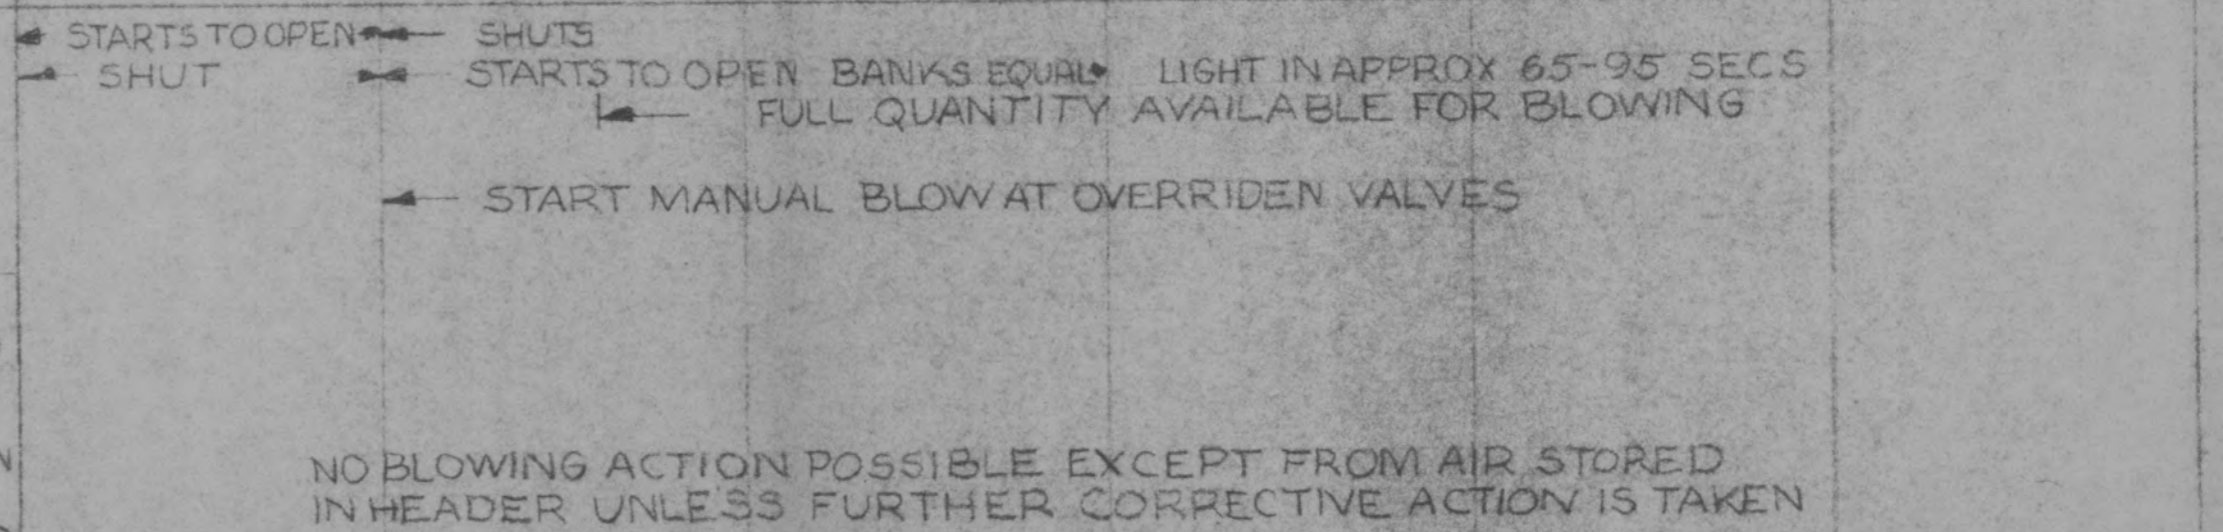 STARTS TO OPEN SHUTS
SHUT STARTS TO OPEN BANKS EQUAL. LIGHT IN APPROX 65-95 SECS
FULL QUANTITY AVAILABLE FOR BLOWING
START MANUAL BLOW AT OVERRIDEN VALVES
N
NO BLOWING ACTION POSSIBLE EXCEPT FROM AIR STORED
IN HEADER UNLESS FURTHER CORRECTIVE ACTION IS TAKEN